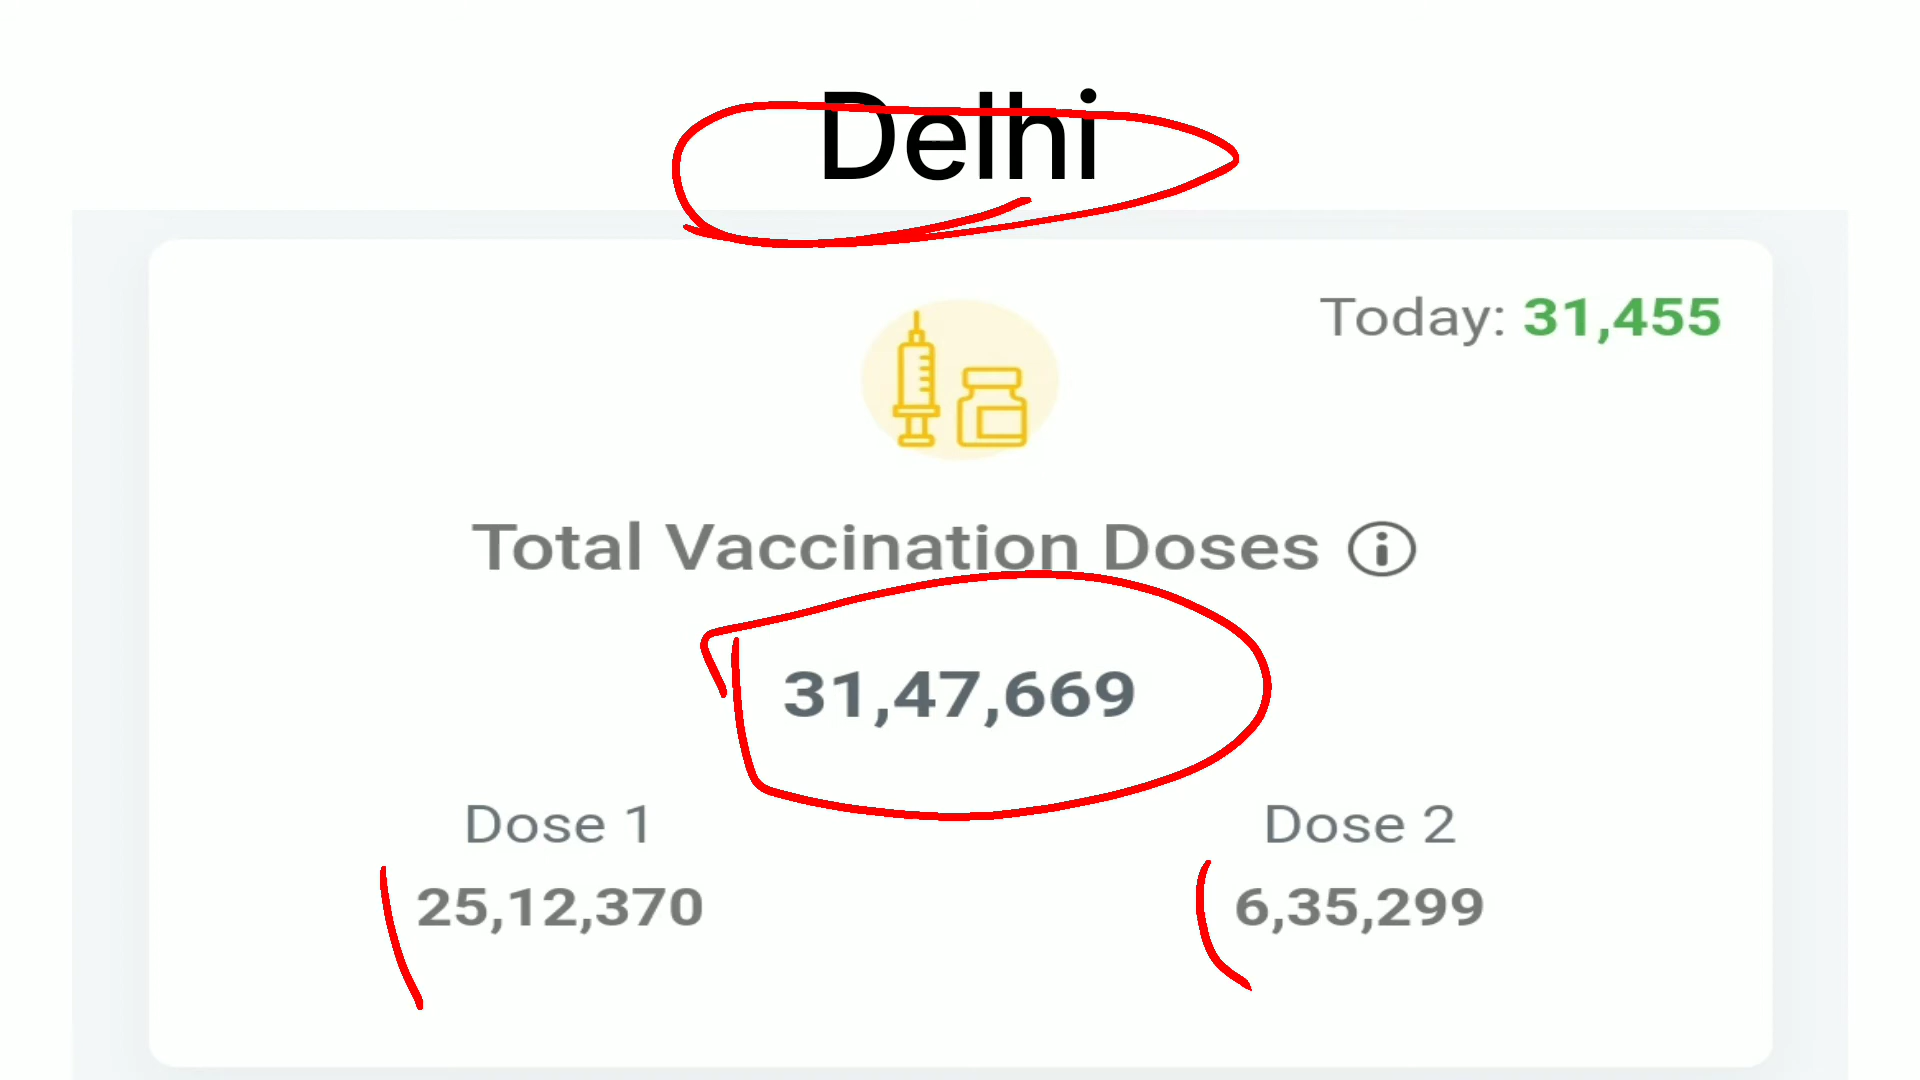 Delhi
Today: 31,455
Total Vaccination Doses
31,47,669
Dose 1
25,12,370
Dose 2
6,35,299